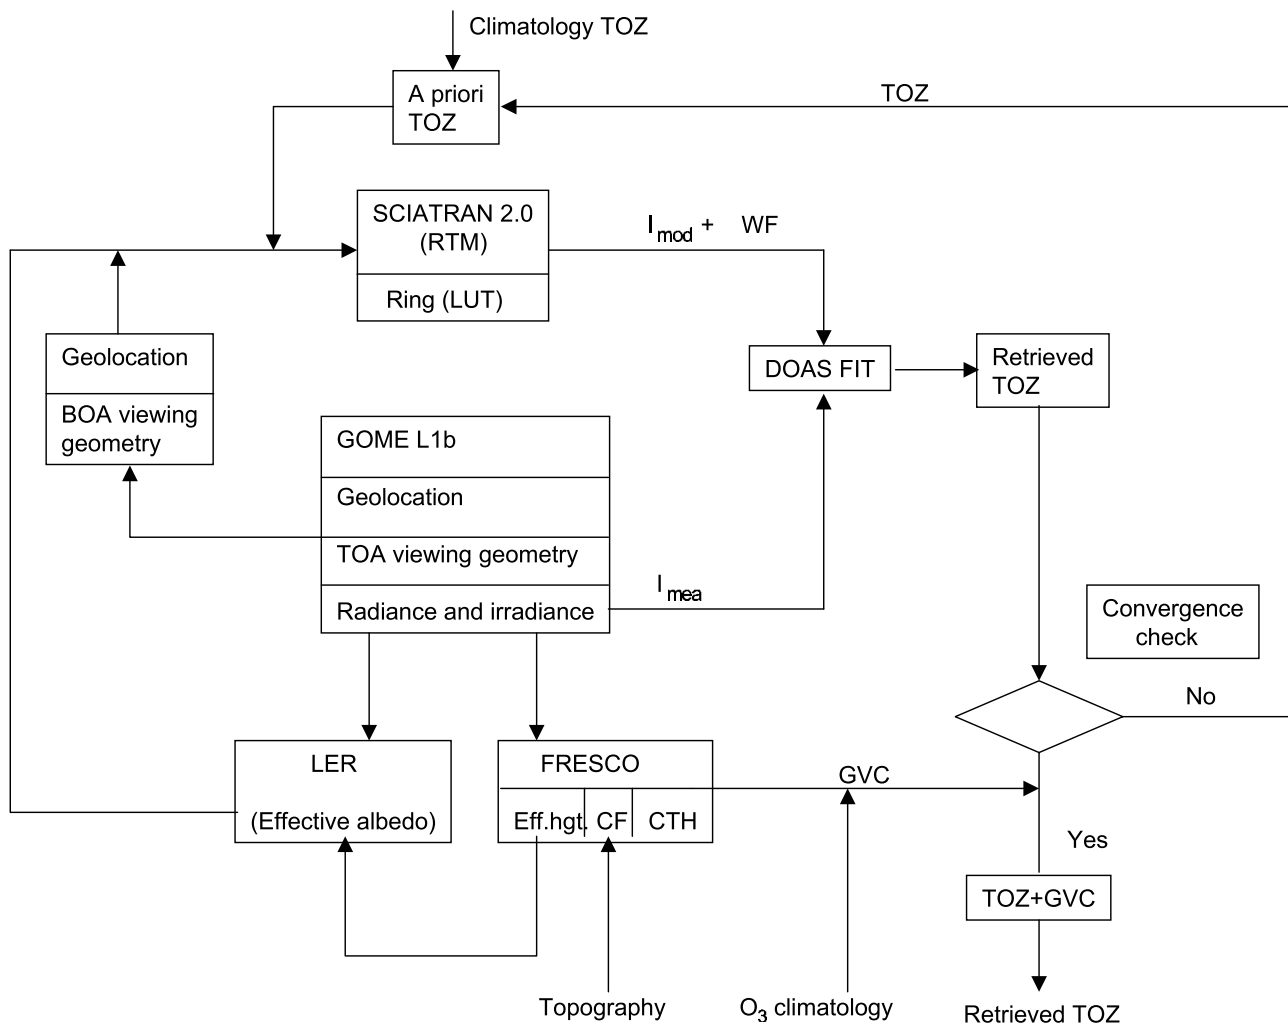 Climatology TOZ
A priori
TOZ
TOZ
SCIATRAN 2.0
(RTM)
Ring (LUT)
I mod + WF
Geolocation
BOA viewing
geometry
DOAS FIT
Retrieved
TOZ
GOME L1b
Geolocation
TOA viewing geometry
Radiance and irradiance
I mea
Convergence
check
No
LER
(Effective albedo)
FRESCO
Eff.hgt. CF CTH
GVC
Yes
TOZ+GVC
Topography
O3 climatology
Retrieved TOZ